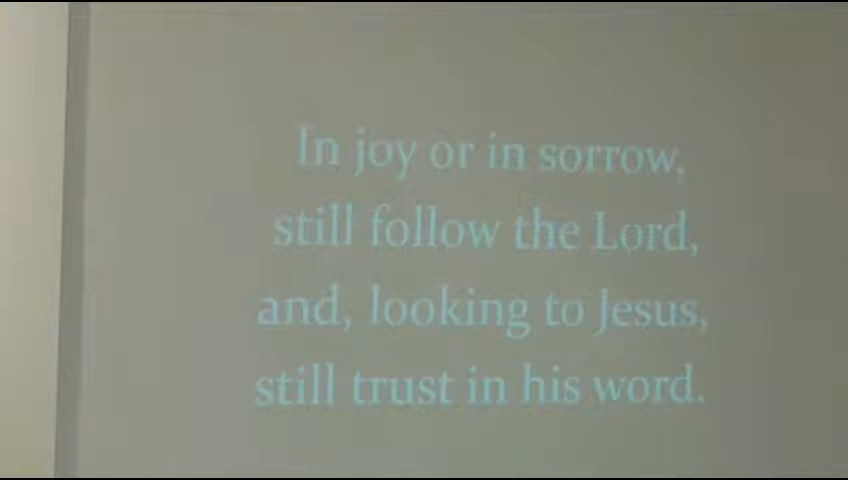 In joy or in sorrow,
still follow the Lord,
and, looking to Jesus,
still trust in his word.